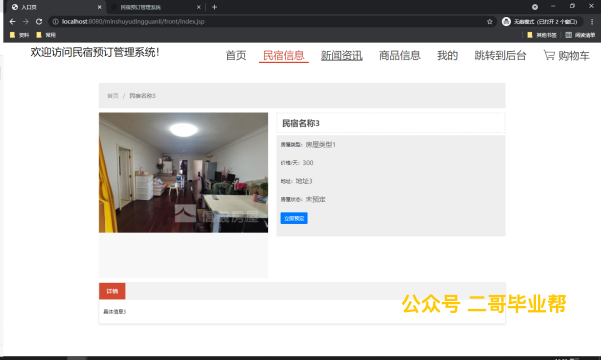 入口页
民宿预订管理系统
localhost:8080/minshuyudingguanli/front/index.jsp
无痕模式（已打开 2 个窗口）
资料
常用
其他书签
阅读清单
欢迎访问民宿预订管理系统！
首页
民宿信息
新闻资讯
商品信息
我的
跳转到后台
购物车
首页 / 民宿名称3
民宿名称3
房屋类型: 房屋类型1
价格/天: 300
地址: 地址3
房屋状态: 未预定
立即预定
详情
具体信息3
公众号 二哥毕业帮